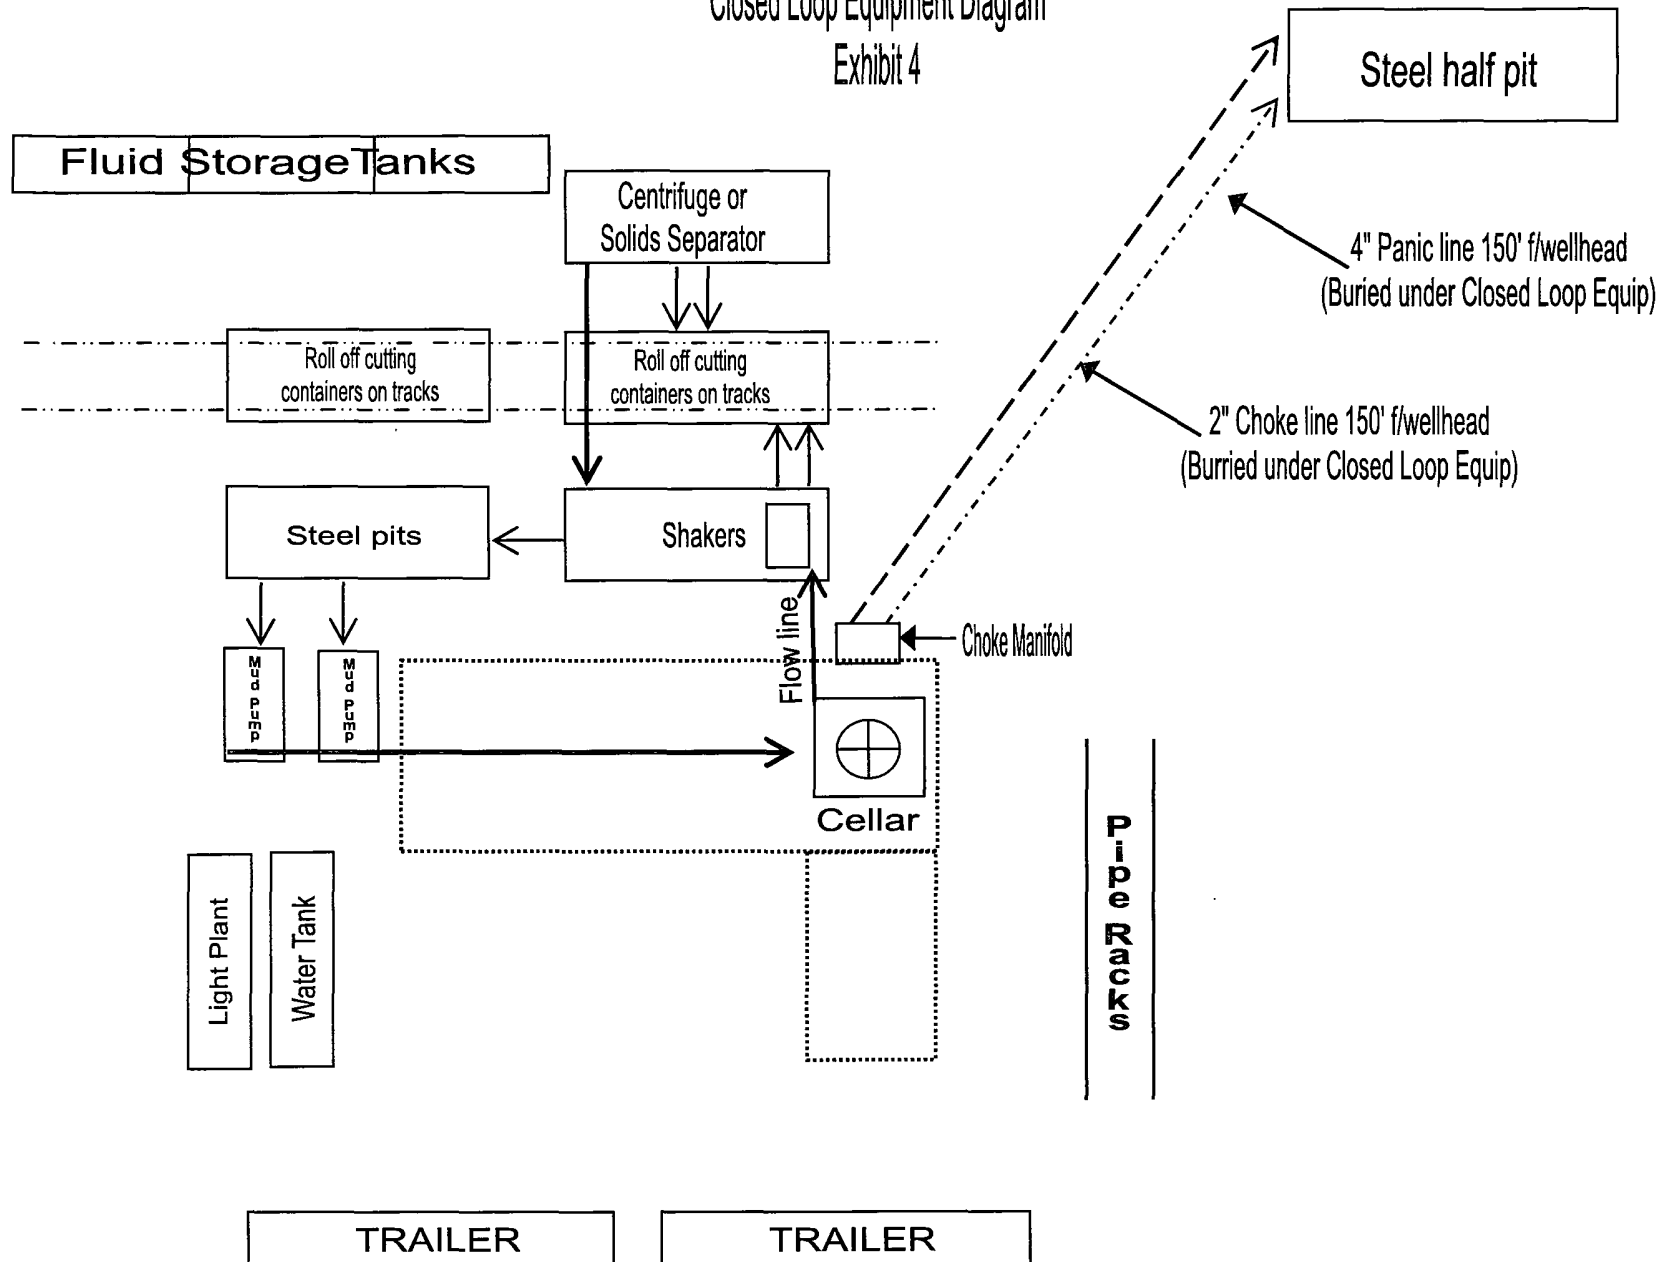 Closed Loop Equipment Diagram
Exhibit 4
Steel half pit
Fluid StorageTanks
Centrifuge or
Solids Separator
4" Panic line 150' f/wellhead
(Buried under Closed Loop Equip)
Roll off cutting
containers on tracks
Roll off cutting
containers on tracks
2" Choke line 150' f/wellhead
(Burried under Closed Loop Equip)
Steel pits
Shakers
Flow line
Choke Manifold
Mud Pump
Mud Pump
Cellar
Pipe Racks
Light Plant
Water Tank
TRAILER
TRAILER